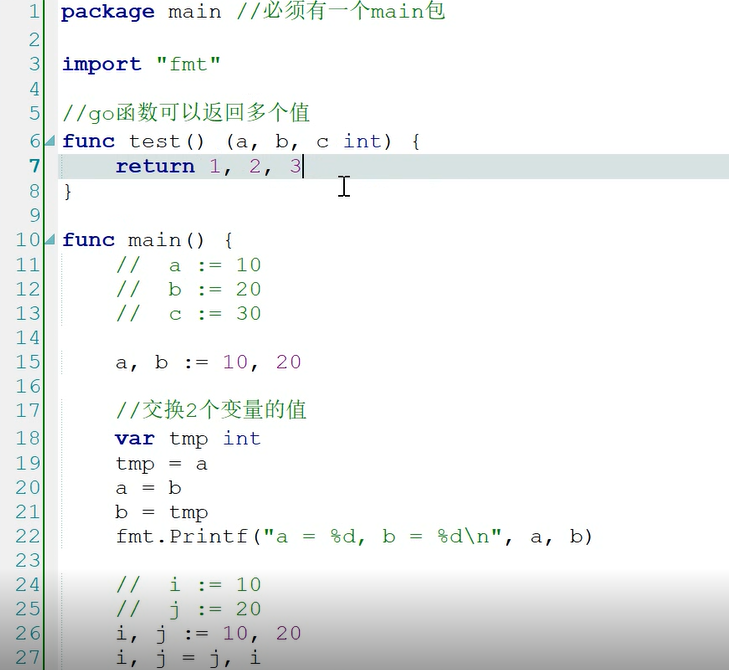 1 package main //必须有一个main包
2
3 import "fmt"
4
5 //go函数可以返回多个值
6 func test() (a, b, c int) {
7 return 1, 2, 3
8 }
9
10 func main() {
11 // a := 10
12 // b := 20
13 // c := 30
14
15 a, b := 10, 20
16
17 //交换2个变量的值
18 var tmp int
19 tmp = a
20 a = b
21 b = tmp
22 fmt.Printf("a = %d, b = %d\n", a, b)
23
24 // i := 10
25 // j := 20
26 i, j := 10, 20
27 i, j = j, i